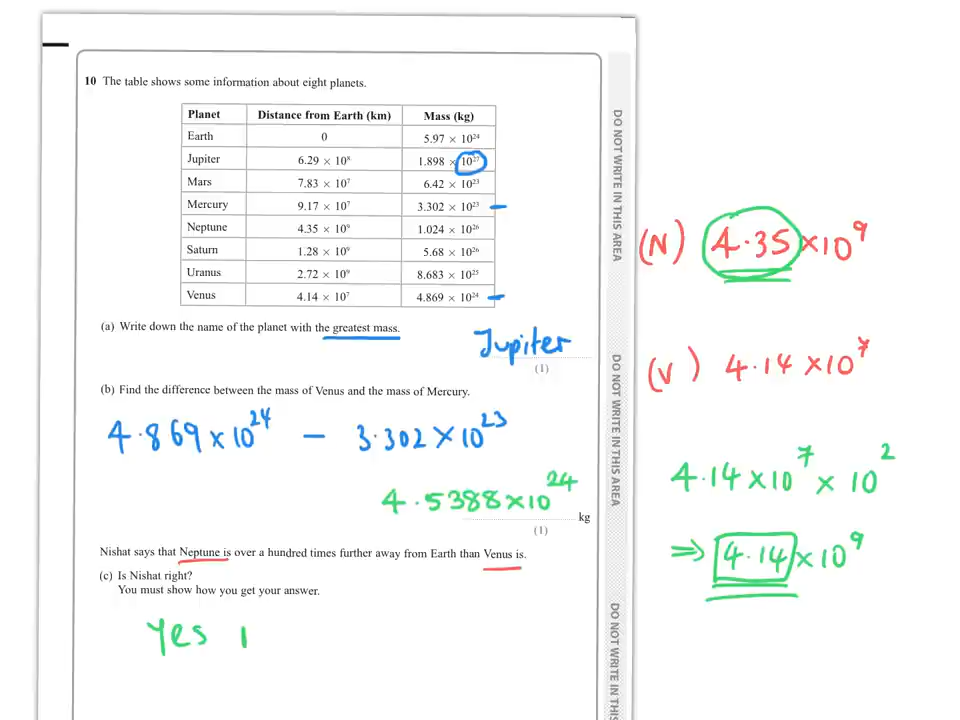 10 The table shows some information about eight planets.
Planet Distance from Earth (km) Mass (kg)
Earth 0 5.97 × 10²⁴
Jupiter 6.29 × 10⁸ 1.898 × 10²⁷
Mars 7.83 × 10⁷ 6.42 × 10²³
Mercury 9.17 × 10⁷ 3.302 × 10²³
Neptune 4.35 × 10⁹ 1.024 × 10²⁶
Saturn 1.28 × 10⁹ 5.68 × 10²⁶
Uranus 2.72 × 10⁹ 8.683 × 10²⁵
Venus 4.14 × 10⁷ 4.869 × 10²⁴
(a) Write down the name of the planet with the greatest mass.
Jupiter
(1)
(b) Find the difference between the mass of Venus and the mass of Mercury.
4.869 × 10²⁴ – 3.302 × 10²³
4.5388 × 10²⁴
kg
(1)
Nishat says that Neptune is over a hundred times further away from Earth than Venus is.
(c) Is Nishat right?
You must show how you get your answer.
Yes I
DO NOT WRITE IN THIS AREA
DO NOT WRITE IN THIS AREA
DO NOT WRITE IN THIS AREA
(N) 4.35 × 10⁹
(V) 4.14 × 10⁷
4.14 × 10⁷ × 10²
⇒ 4.14 × 10⁹